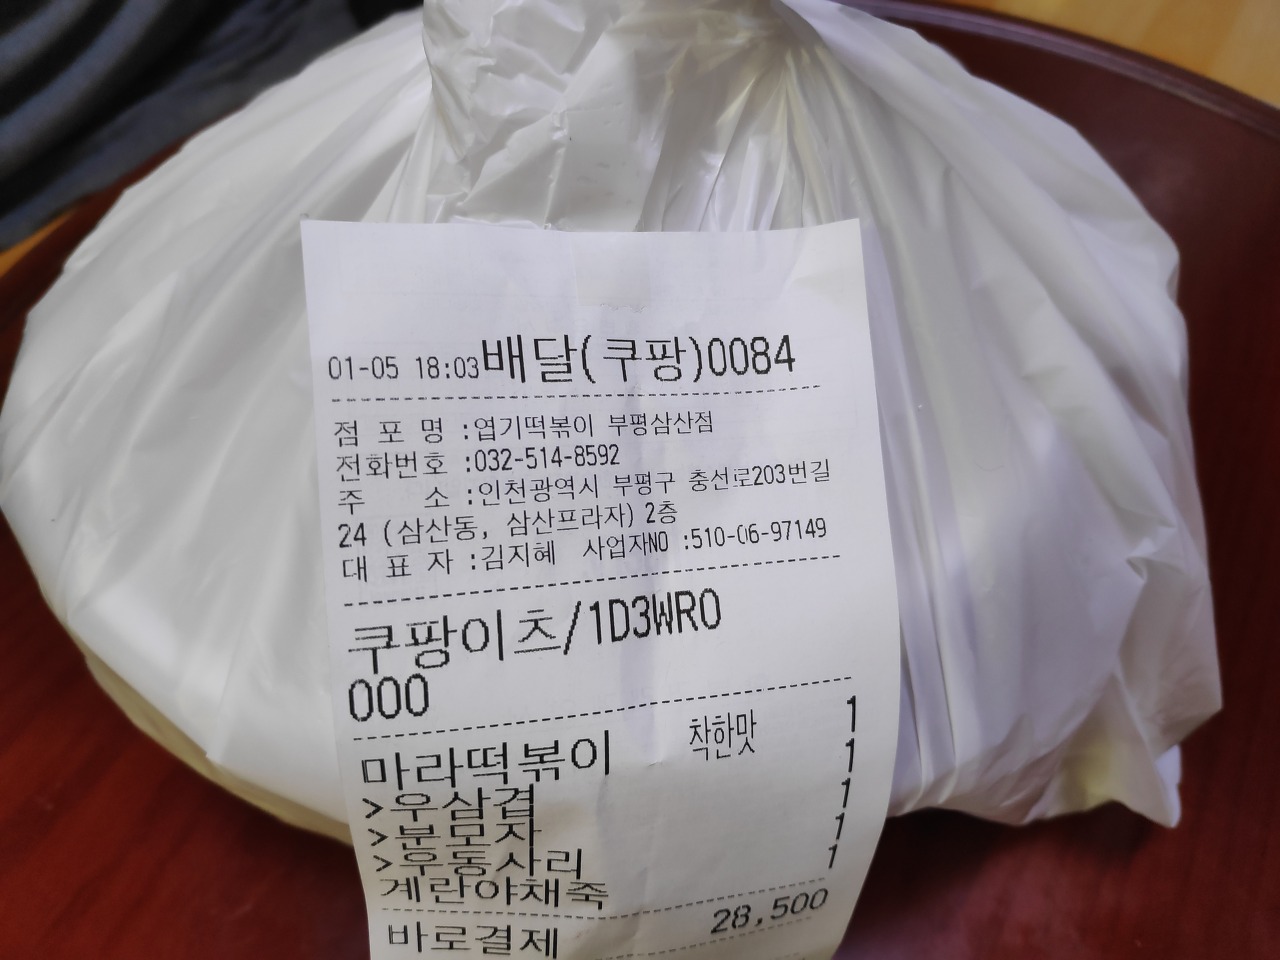 01-05 18:03 배달(쿠팡)0084
점 포 명 :엽기떡볶이 부평삼산점
전화번호 :032-514-8592
주 소 :인천광역시 부평구 충선로203번길
24 (삼산동, 삼산프라자) 2층
대 표 자 :김지혜 사업자NO :510-06-97149
쿠팡이츠/1D3WRO
000
마라떡볶이 착한맛 1
>우삼겹 1
>분모자 1
>우동사리 1
계란야채죽 1
바로결제 28,500